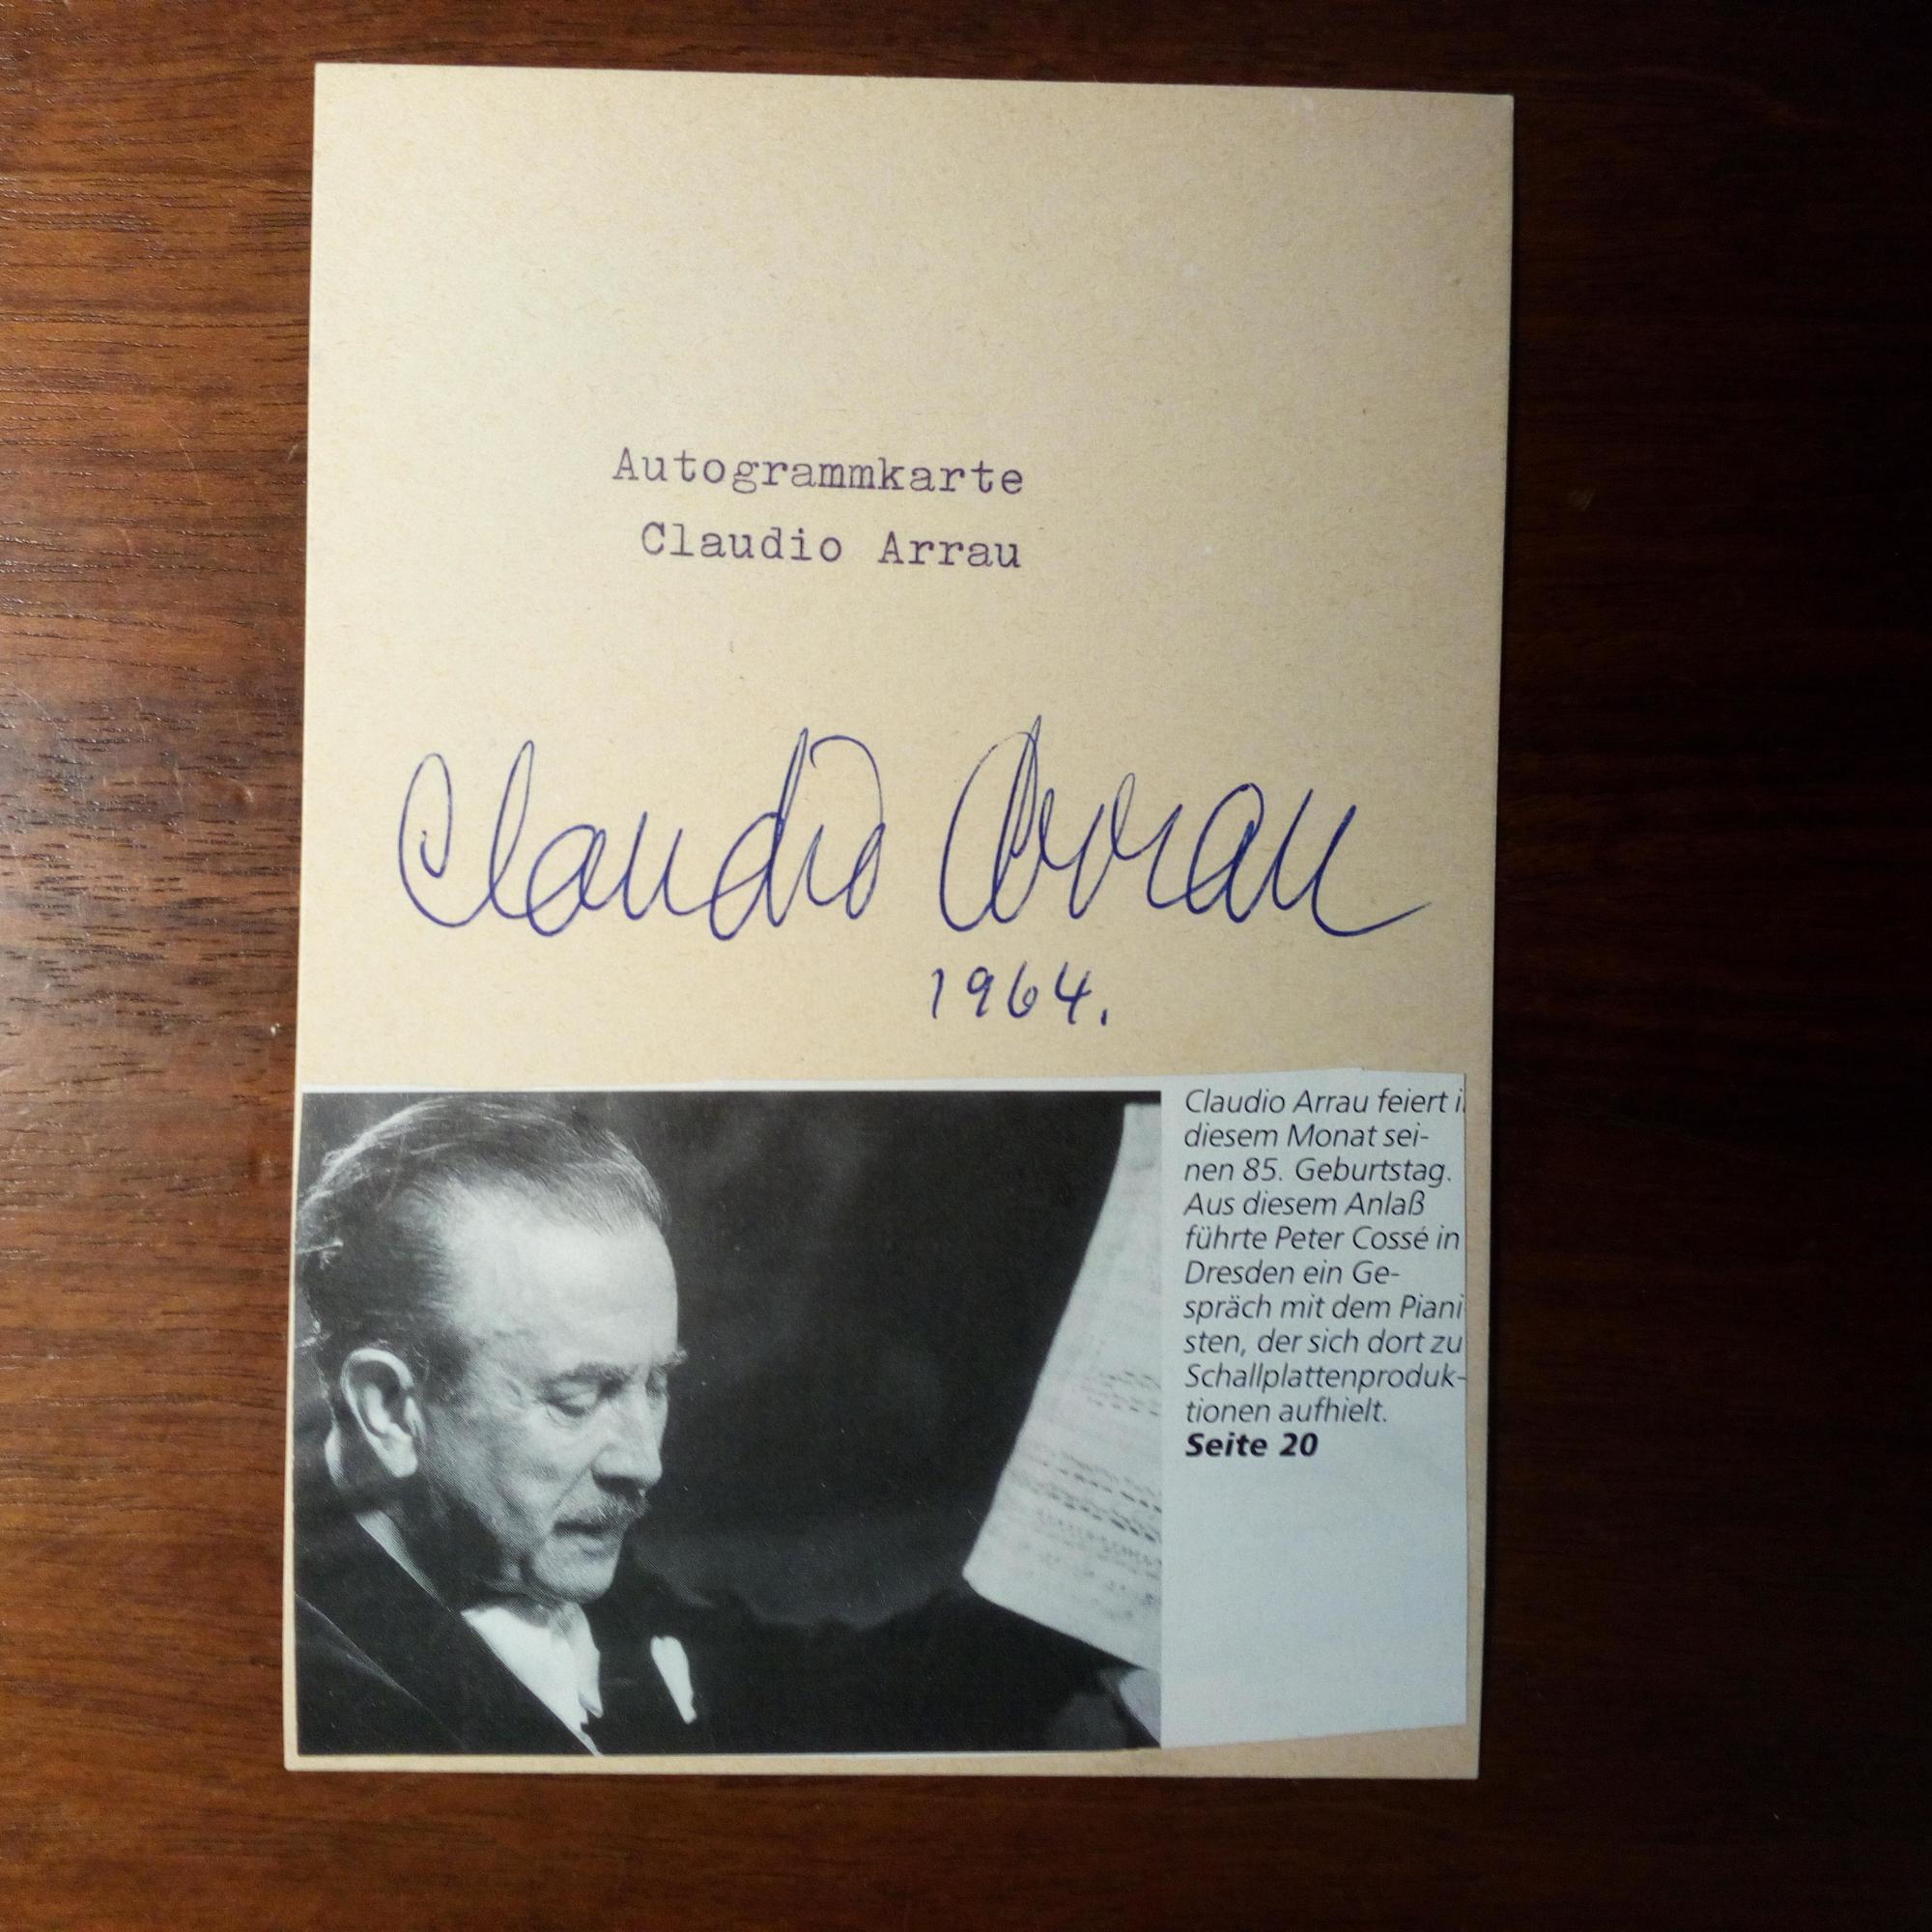 Autogrammkarte
Claudio Arrau
Claudio Arrau
1964.
Claudio Arrau feiert i
diesem Monat sei-
nen 85. Geburtstag.
Aus diesem Anlaß
führte Peter Cossé in
Dresden ein Ge-
spräch mit dem Piani
sten, der sich dort zu
Schallplattenproduk-
tionen aufhielt.
Seite 20